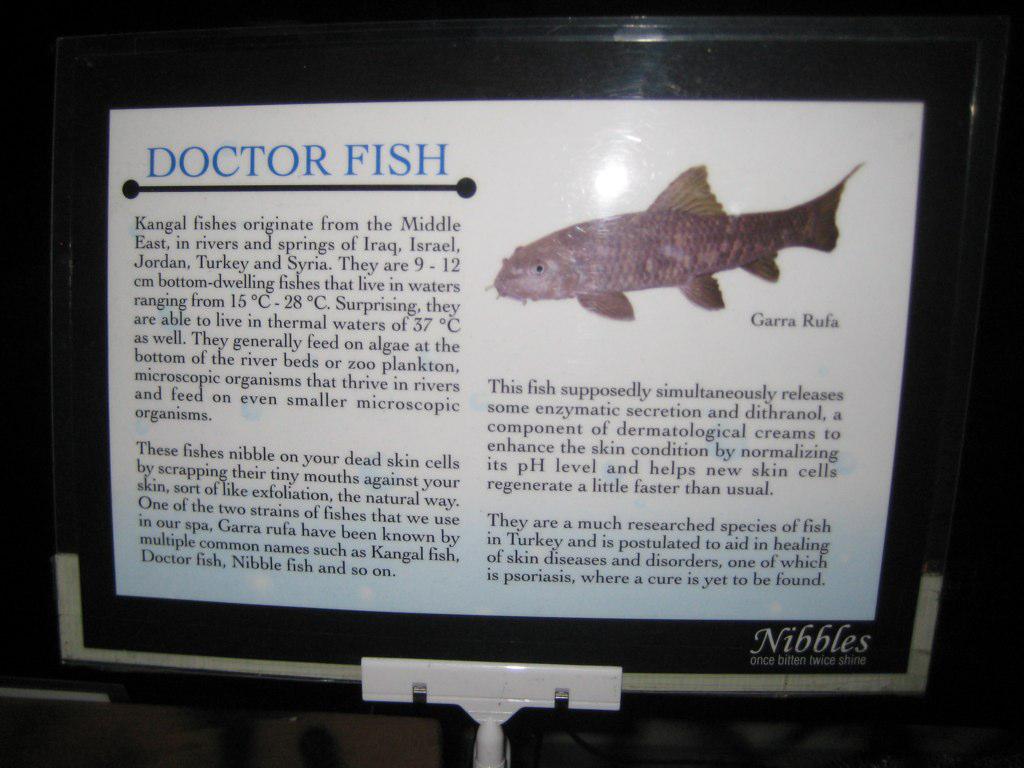 DOCTOR FISH
Kangal fishes originate from the Middle
East, in rivers and springs of Iraq, Israel,
Jordan, Turkey and Syria. They are 9 - 12
cm bottom-dwelling fishes that live in waters
ranging from 15 °C - 28 °C. Surprising, they
are able to live in thermal waters of 37 °C
as well. They generally feed on algae at the
bottom of the river beds or zoo plankton,
microscopic organisms that thrive in rivers
and feed on even smaller microscopic
organisms.
These fishes nibble on your dead skin cells
by scrapping their tiny mouths against your
skin, sort of like exfoliation, the natural way.
One of the two strains of fishes that we use
in our spa, Garra rufa have been known by
multiple common names such as Kangal fish,
Doctor fish, Nibble fish and so on.
Garra Rufa
This fish supposedly simultaneously releases
some enzymatic secretion and dithranol, a
component of dermatological creams to
enhance the skin condition by normalizing
its pH level and helps new skin cells
regenerate a little faster than usual.
They are a much researched species of fish
in Turkey and is postulated to aid in healing
of skin diseases and disorders, one of which
is psoriasis, where a cure is yet to be found.
Nibbles
once bitten twice shine